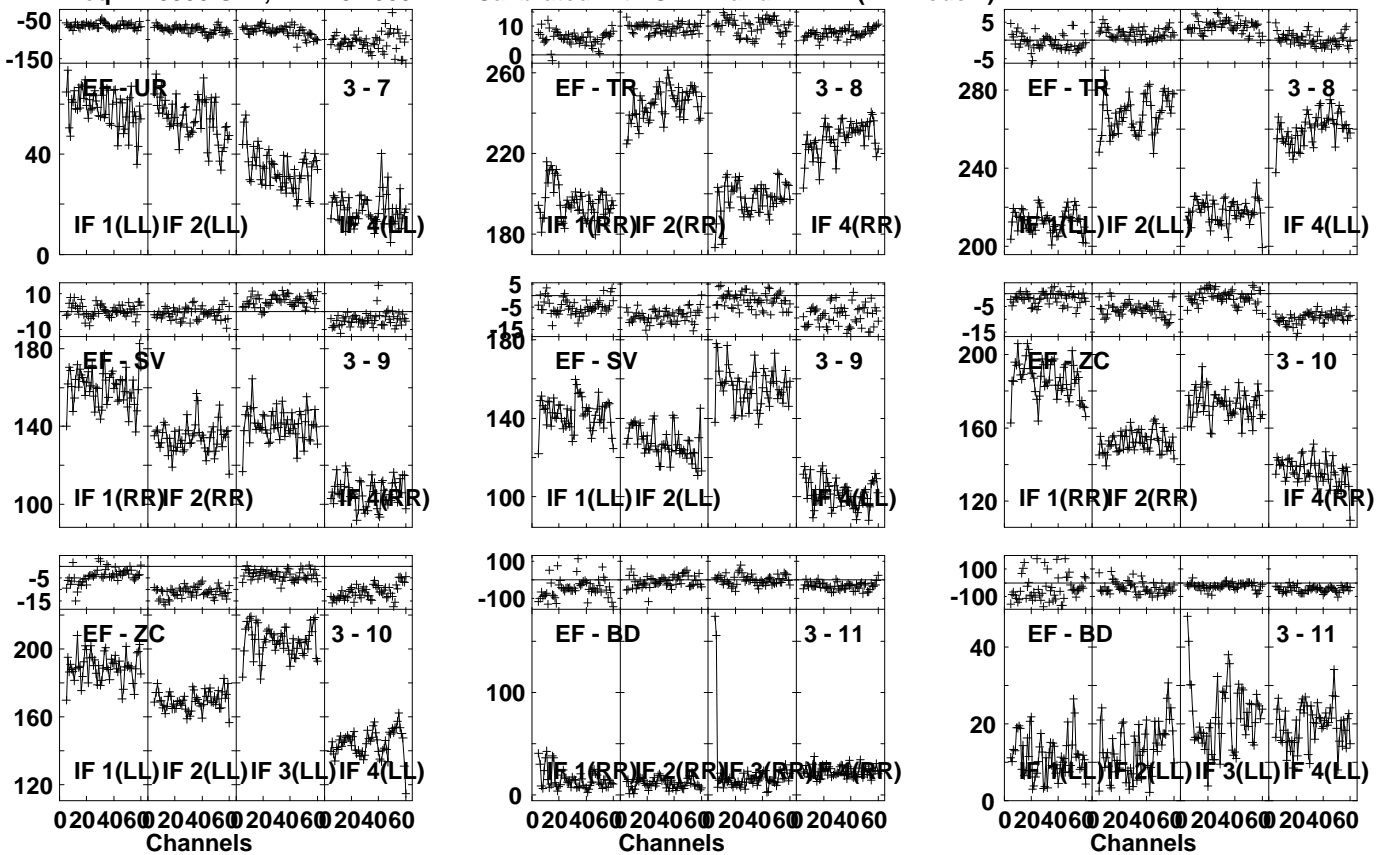 -50
-150
EF - UR 3 - 7
40
0
IF 1(LL) IF 2(LL) IF 4(LL)
10
0
260
EF - TR 3 - 8
220
180
IF 1(RR) IF 2(RR) IF 4(RR)
5
-5
280
EF - TR 3 - 8
240
200
IF 1(LL) IF 2(LL) IF 4(LL)
10
-10
180
EF - SV 3 - 9
140
100
IF 1(RR) IF 2(RR) IF 4(RR)
5
-5
-15
180
EF - SV 3 - 9
140
100
IF 1(LL) IF 2(LL) IF 4(LL)
-5
-15
200
EF - ZC 3 - 10
160
120
IF 1(RR) IF 2(RR) IF 4(RR)
-5
-15
EF - ZC 3 - 10
200
160
120
IF 1(LL) IF 2(LL) IF 3(LL) IF 4(LL)
0 20 40 60 0 20 40 60 0 20 40 60 0 20 40 60
Channels
100
-100
EF - BD 3 - 11
100
0
IF 1(RR) IF 2(RR) IF 3(RR) IF 4(RR)
0 20 40 60 0 20 40 60 0 20 40 60 0 20 40 60
Channels
100
-100
EF - BD 3 - 11
40
20
0
IF 1(LL) IF 2(LL) IF 3(LL) IF 4(LL)
0 20 40 60 0 20 40 60 0 20 40 60 0 20 40 60
Channels